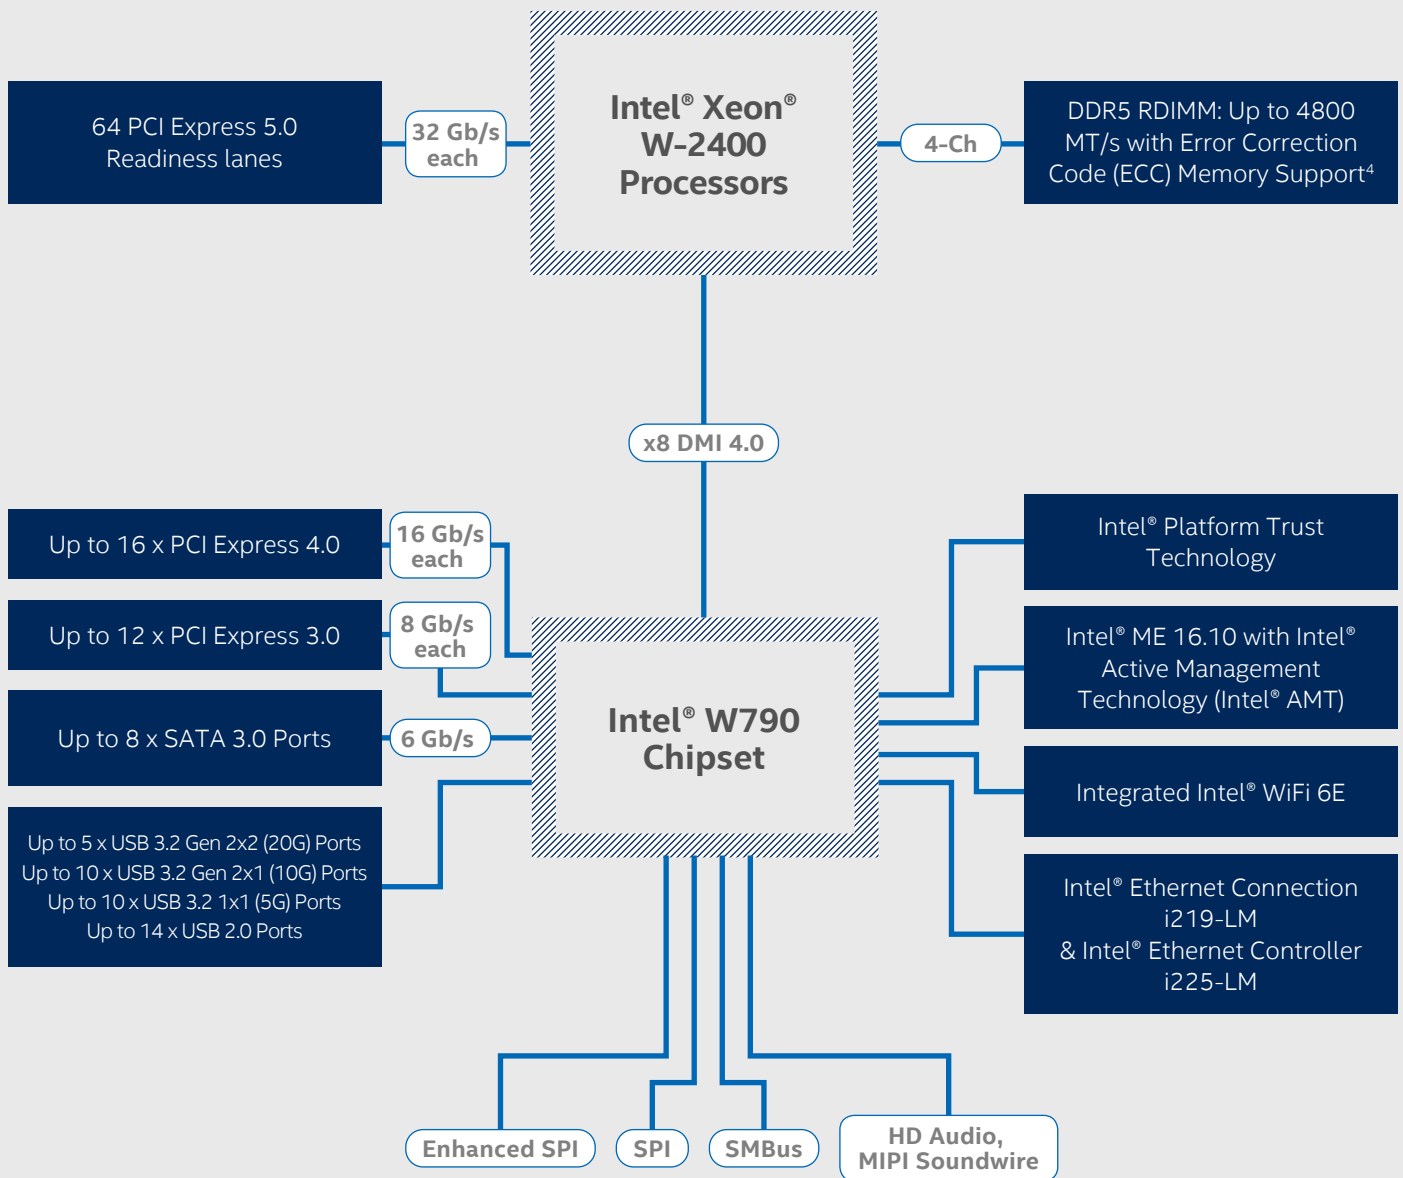 64 PCI Express 5.0
Readiness lanes
32 Gb/s
each
Intel® Xeon®
W-2400
Processors
4-Ch
DDR5 RDIMM: Up to 4800
MT/s with Error Correction
Code (ECC) Memory Support⁴
x8 DMI 4.0
Up to 16 x PCI Express 4.0
16 Gb/s
each
Up to 12 x PCI Express 3.0
8 Gb/s
each
Up to 8 x SATA 3.0 Ports
6 Gb/s
Up to 5 x USB 3.2 Gen 2x2 (20G) Ports
Up to 10 x USB 3.2 Gen 2x1 (10G) Ports
Up to 10 x USB 3.2 1x1 (5G) Ports
Up to 14 x USB 2.0 Ports
Intel® W790
Chipset
Intel® Platform Trust
Technology
Intel® ME 16.10 with Intel®
Active Management
Technology (Intel® AMT)
Integrated Intel® WiFi 6E
Intel® Ethernet Connection
i219-LM
& Intel® Ethernet Controller
i225-LM
Enhanced SPI
SPI
SMBus
HD Audio,
MIPI Soundwire